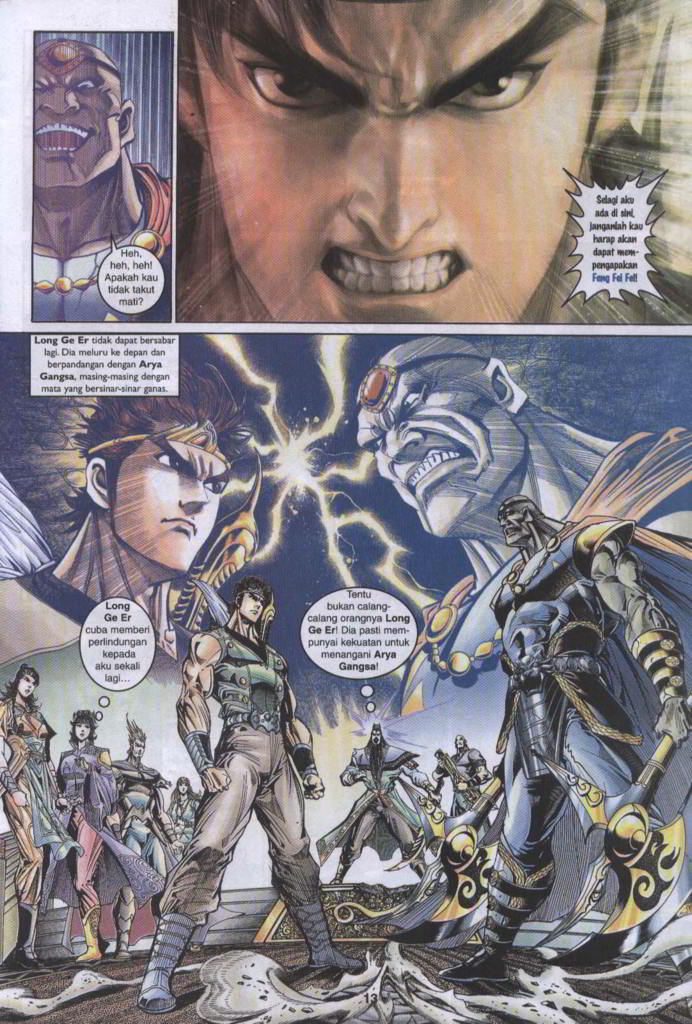 Heh,
heh, heh!
Apakah kau
tidak takut
mati?
Selagi aku
ada di sini,
janganlah kau
harap akan
dapat mem-
pengapakan
Feng Fei Fei!
Long Ge Er tidak dapat bersabar
lagi. Dia meluru ke depan dan
berpandangan dengan Arya
Gangsa, masing-masing dengan
mata yang bersinar-sinar ganas.
Long
Ge Er
cuba memberi
perlindungan
kepada
aku sekali
lagi...
Tentu
bukan calang-
calang orangnya Long
Ge Er! Dia pasti mem-
punyai kekuatan untuk
menangani Arya
Gangsa!
13